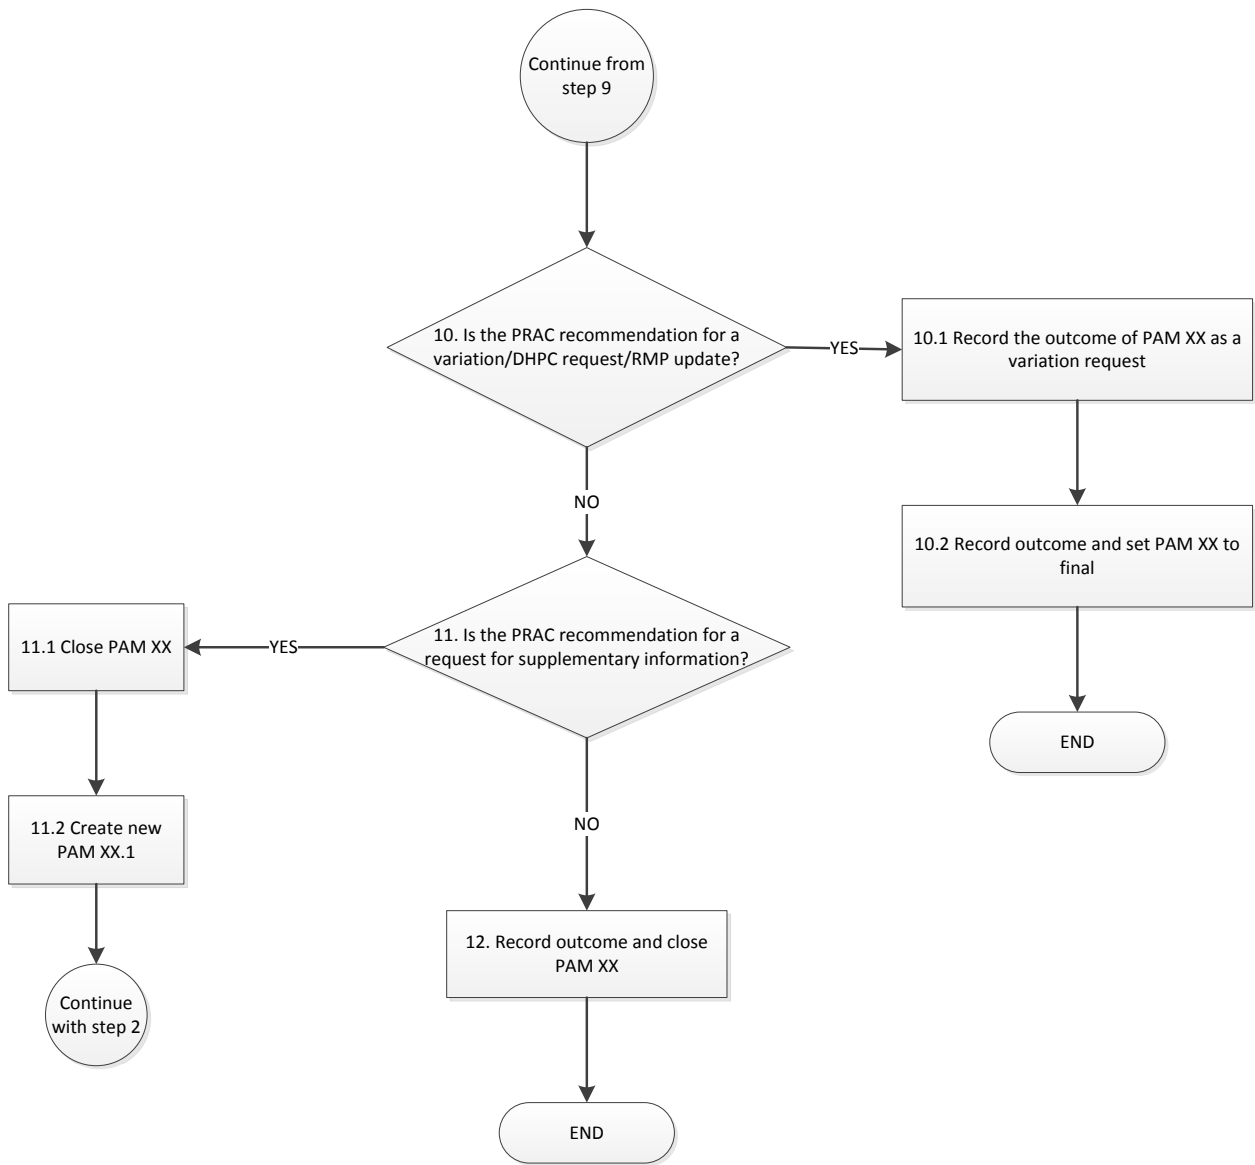 Continue from
step 9
10. Is the PRAC recommendation for a
variation/DHPC request/RMP update?
YES
10.1 Record the outcome of PAM XX as a
variation request
10.2 Record outcome and set PAM XX to
final
END
NO
11. Is the PRAC recommendation for a
request for supplementary information?
YES
11.1 Close PAM XX
11.2 Create new
PAM XX.1
Continue
with step 2
NO
12. Record outcome and close
PAM XX
END